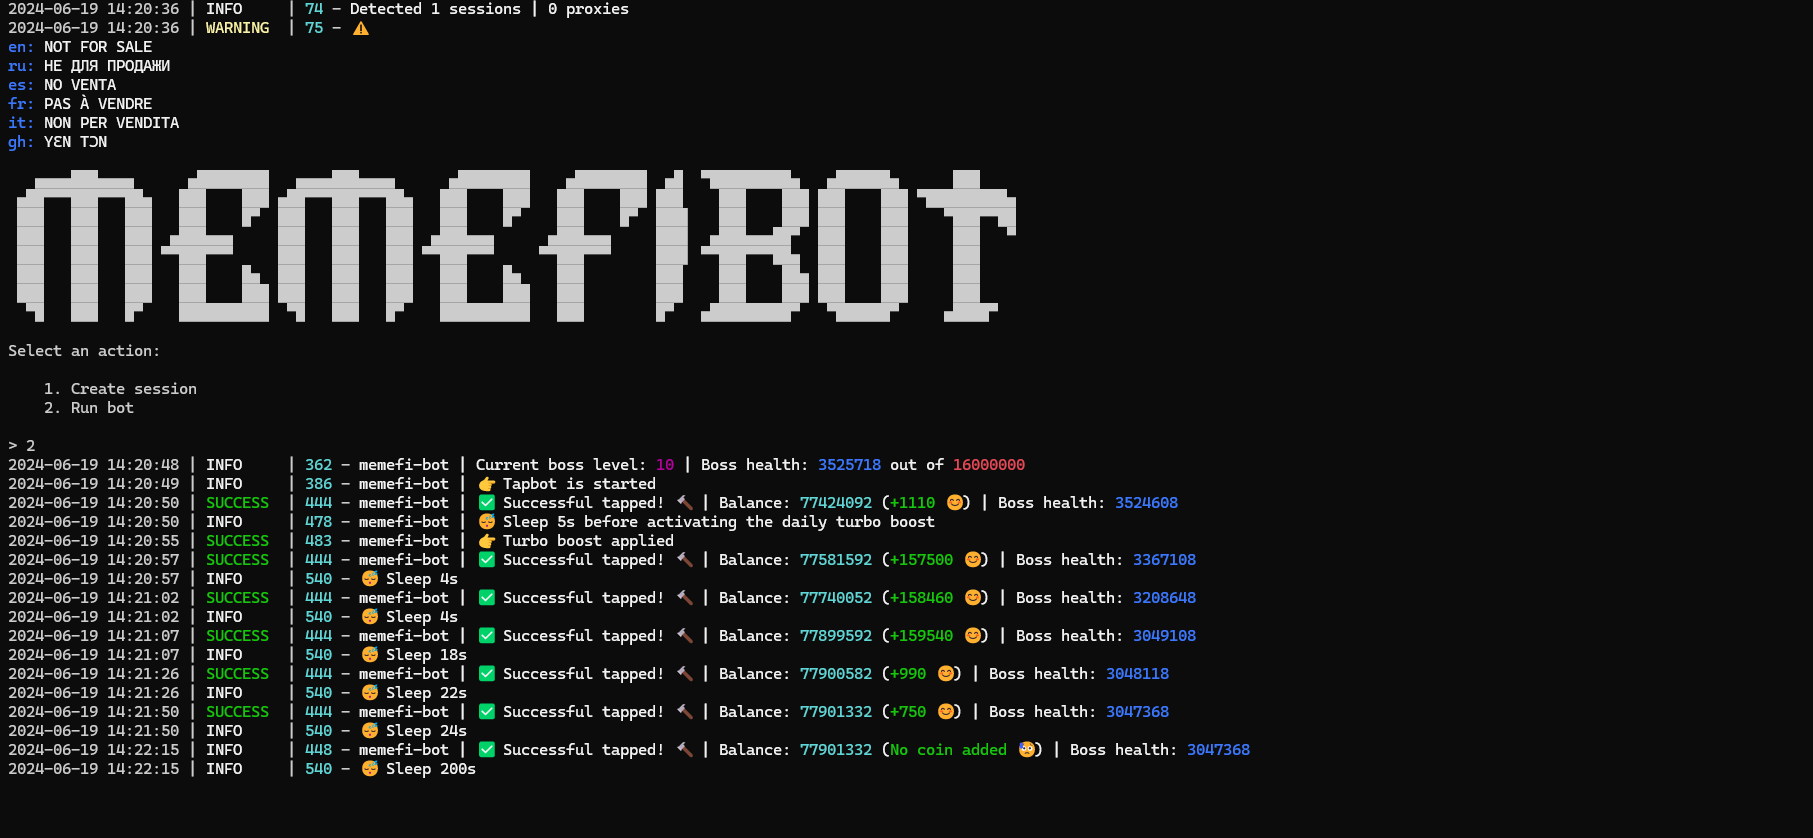 2024-06-19 14:20:36 | INFO | 74 - Detected 1 sessions | 0 proxies
2024-06-19 14:20:36 | WARNING | 75 - ⚠️
en: NOT FOR SALE
ru: НЕ ДЛЯ ПРОДАЖИ
es: NO VENTA
fr: PAS À VENDRE
it: NON PER VENDITA
gh: YƐN TƆN
MEMEFIBOT
Select an action:
1. Create session
2. Run bot
> 2
2024-06-19 14:20:48 | INFO | 362 - memefi-bot | Current boss level: 10 | Boss health: 3525718 out of 16000000
2024-06-19 14:20:49 | INFO | 386 - memefi-bot | 👉 Tapbot is started
2024-06-19 14:20:50 | SUCCESS | 444 - memefi-bot | ✅ Successful tapped! 🔨 | Balance: 77424092 (+1110 😊) | Boss health: 3524608
2024-06-19 14:20:50 | INFO | 478 - memefi-bot | 😴 Sleep 5s before activating the daily turbo boost
2024-06-19 14:20:55 | SUCCESS | 483 - memefi-bot | 👉 Turbo boost applied
2024-06-19 14:20:57 | SUCCESS | 444 - memefi-bot | ✅ Successful tapped! 🔨 | Balance: 77581592 (+157500 😊) | Boss health: 3367108
2024-06-19 14:20:57 | INFO | 540 - 😴 Sleep 4s
2024-06-19 14:21:02 | SUCCESS | 444 - memefi-bot | ✅ Successful tapped! 🔨 | Balance: 77740052 (+158460 😊) | Boss health: 3208648
2024-06-19 14:21:02 | INFO | 540 - 😴 Sleep 4s
2024-06-19 14:21:07 | SUCCESS | 444 - memefi-bot | ✅ Successful tapped! 🔨 | Balance: 77899592 (+159540 😊) | Boss health: 3049108
2024-06-19 14:21:07 | INFO | 540 - 😴 Sleep 18s
2024-06-19 14:21:26 | SUCCESS | 444 - memefi-bot | ✅ Successful tapped! 🔨 | Balance: 77900582 (+990 😊) | Boss health: 3048118
2024-06-19 14:21:26 | INFO | 540 - 😴 Sleep 22s
2024-06-19 14:21:50 | SUCCESS | 444 - memefi-bot | ✅ Successful tapped! 🔨 | Balance: 77901332 (+750 😊) | Boss health: 3047368
2024-06-19 14:21:50 | INFO | 540 - 😴 Sleep 24s
2024-06-19 14:22:15 | INFO | 448 - memefi-bot | ✅ Successful tapped! 🔨 | Balance: 77901332 (No coin added 😨) | Boss health: 3047368
2024-06-19 14:22:15 | INFO | 540 - 😴 Sleep 200s